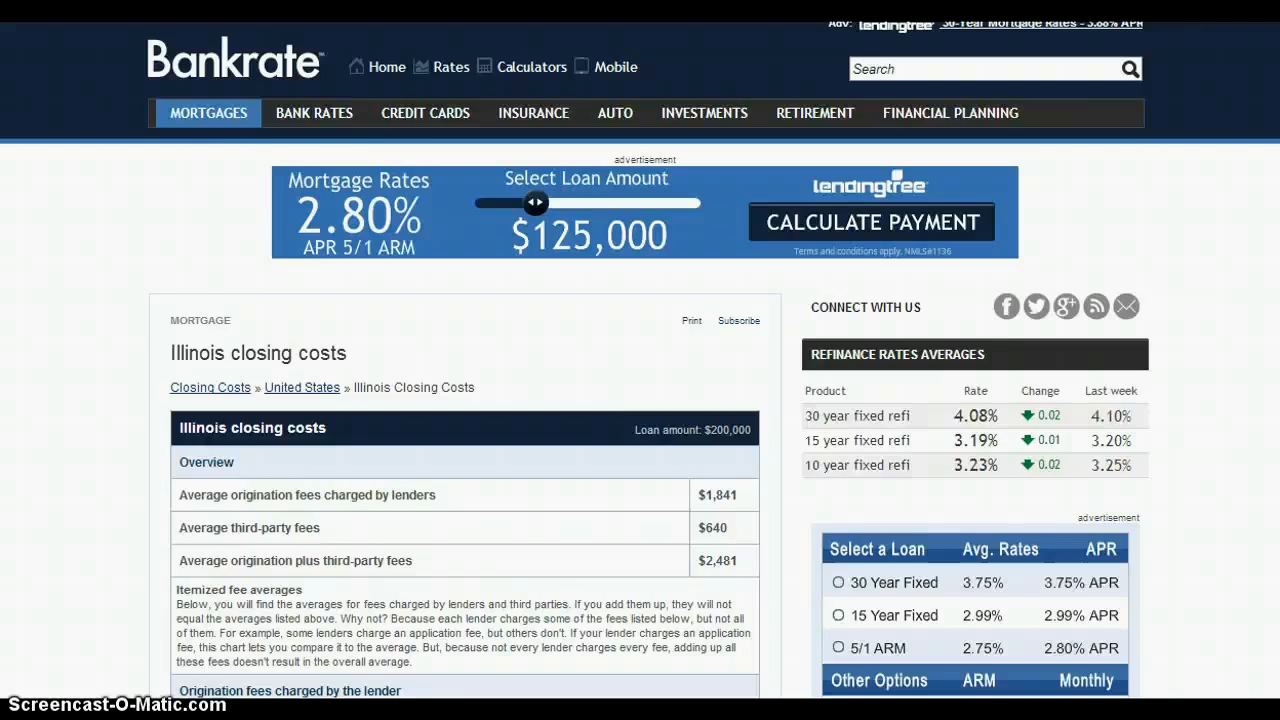 Adv: lendingtree 30-Year Mortgage Rates - 3.88% APR
Bankrate™ Home Rates Calculators Mobile
Search
MORTGAGES BANK RATES CREDIT CARDS INSURANCE AUTO INVESTMENTS RETIREMENT FINANCIAL PLANNING
advertisement
Mortgage Rates
2.80%
APR 5/1 ARM
Select Loan Amount
$125,000
lendingtree
CALCULATE PAYMENT
Terms and conditions apply. NMLS#1136
MORTGAGE
Print Subscribe
Illinois closing costs
Closing Costs » United States » Illinois Closing Costs
Illinois closing costs Loan amount: $200,000
Overview
Average origination fees charged by lenders $1,841
Average third-party fees $640
Average origination plus third-party fees $2,481
Itemized fee averages
Below, you will find the averages for fees charged by lenders and third parties. If you add them up, they will not
equal the averages listed above. Why not? Because each lender charges some of the fees listed below, but not all
of them. For example, some lenders charge an application fee, but others don't. If your lender charges an application
fee, this chart lets you compare it to the average. But, because not every lender charges every fee, adding up all
these fees doesn't result in the overall average.
Origination fees charged by the lender
CONNECT WITH US
REFINANCE RATES AVERAGES
Product Rate Change Last week
30 year fixed refi 4.08% 0.02 4.10%
15 year fixed refi 3.19% 0.01 3.20%
10 year fixed refi 3.23% 0.02 3.25%
advertisement
Select a Loan Avg. Rates APR
30 Year Fixed 3.75% 3.75% APR
15 Year Fixed 2.99% 2.99% APR
5/1 ARM 2.75% 2.80% APR
Other Options ARM Monthly
Screencast-O-Matic.com